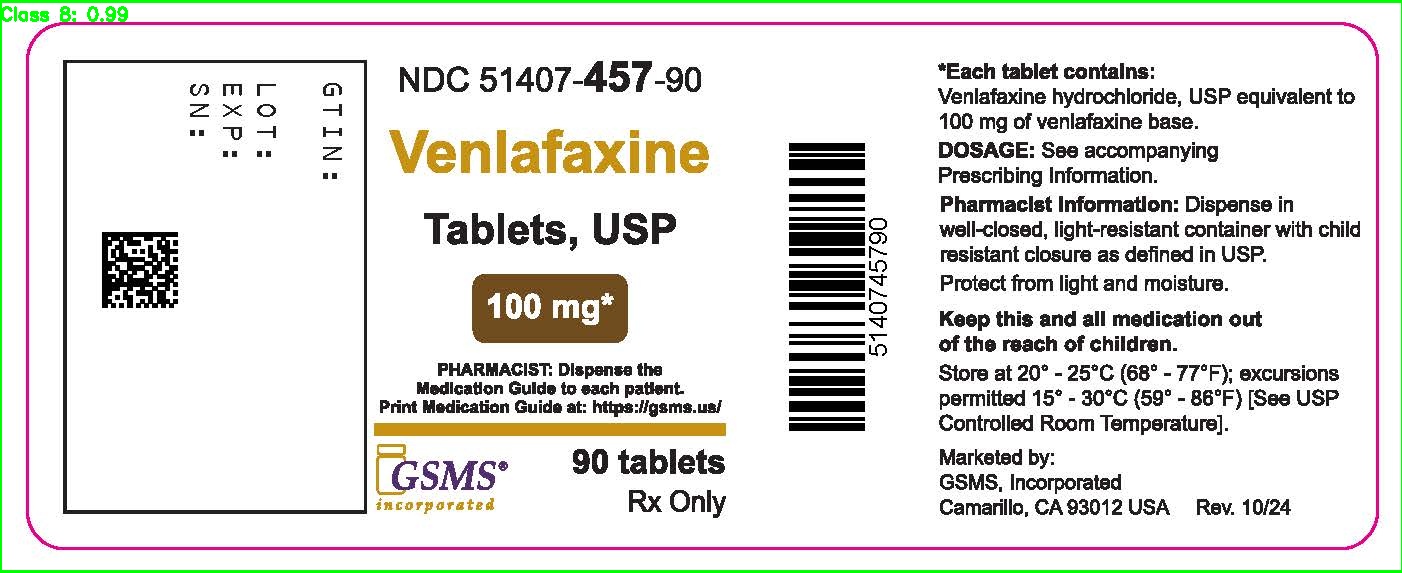 Class 8: 0.99
GTIN:
LOT:
EXP:
SN:
NDC 51407-457-90
Venlafaxine
Tablets, USP
100 mg*
PHARMACIST: Dispense the
Medication Guide to each patient.
Print Medication Guide at: https://gsms.us/
GSMS®
incorporated
90 tablets
Rx Only
5140745790
*Each tablet contains:
Venlafaxine hydrochloride, USP equivalent to
100 mg of venlafaxine base.
DOSAGE: See accompanying
Prescribing Information.
Pharmacist Information: Dispense in
well-closed, light-resistant container with child
resistant closure as defined in USP.
Protect from light and moisture.
Keep this and all medication out
of the reach of children.
Store at 20° - 25°C (68° - 77°F); excursions
permitted 15° - 30°C (59° - 86°F) [See USP
Controlled Room Temperature].
Marketed by:
GSMS, Incorporated
Camarillo, CA 93012 USA Rev. 10/24